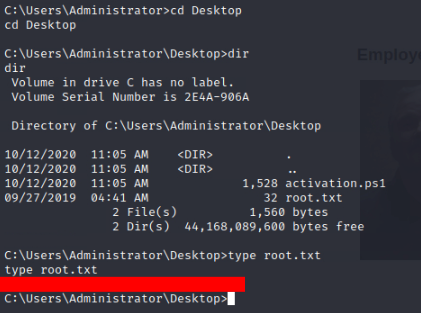 C:\Users\Administrator>cd Desktop
cd Desktop

C:\Users\Administrator\Desktop>dir
dir
 Volume in drive C has no label.
 Volume Serial Number is 2E4A-906A

 Directory of C:\Users\Administrator\Desktop

10/12/2020  11:05 AM    <DIR>          .
10/12/2020  11:05 AM    <DIR>          ..
10/12/2020  11:05 AM             1,528 activation.ps1
09/27/2019  04:41 AM                32 root.txt
               2 File(s)          1,560 bytes
               2 Dir(s)  44,168,089,600 bytes free

C:\Users\Administrator\Desktop>type root.txt
type root.txt

C:\Users\Administrator\Desktop>